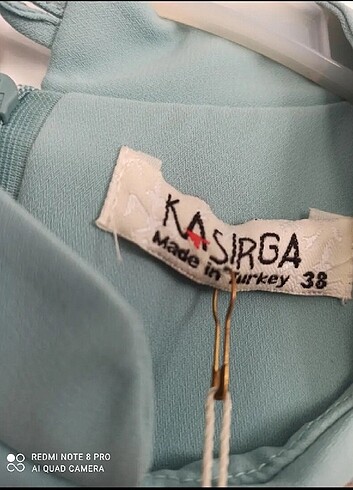 KASIRGA
Made in Turkey 38
REDMI NOTE 8 PRO
AI QUAD CAMERA